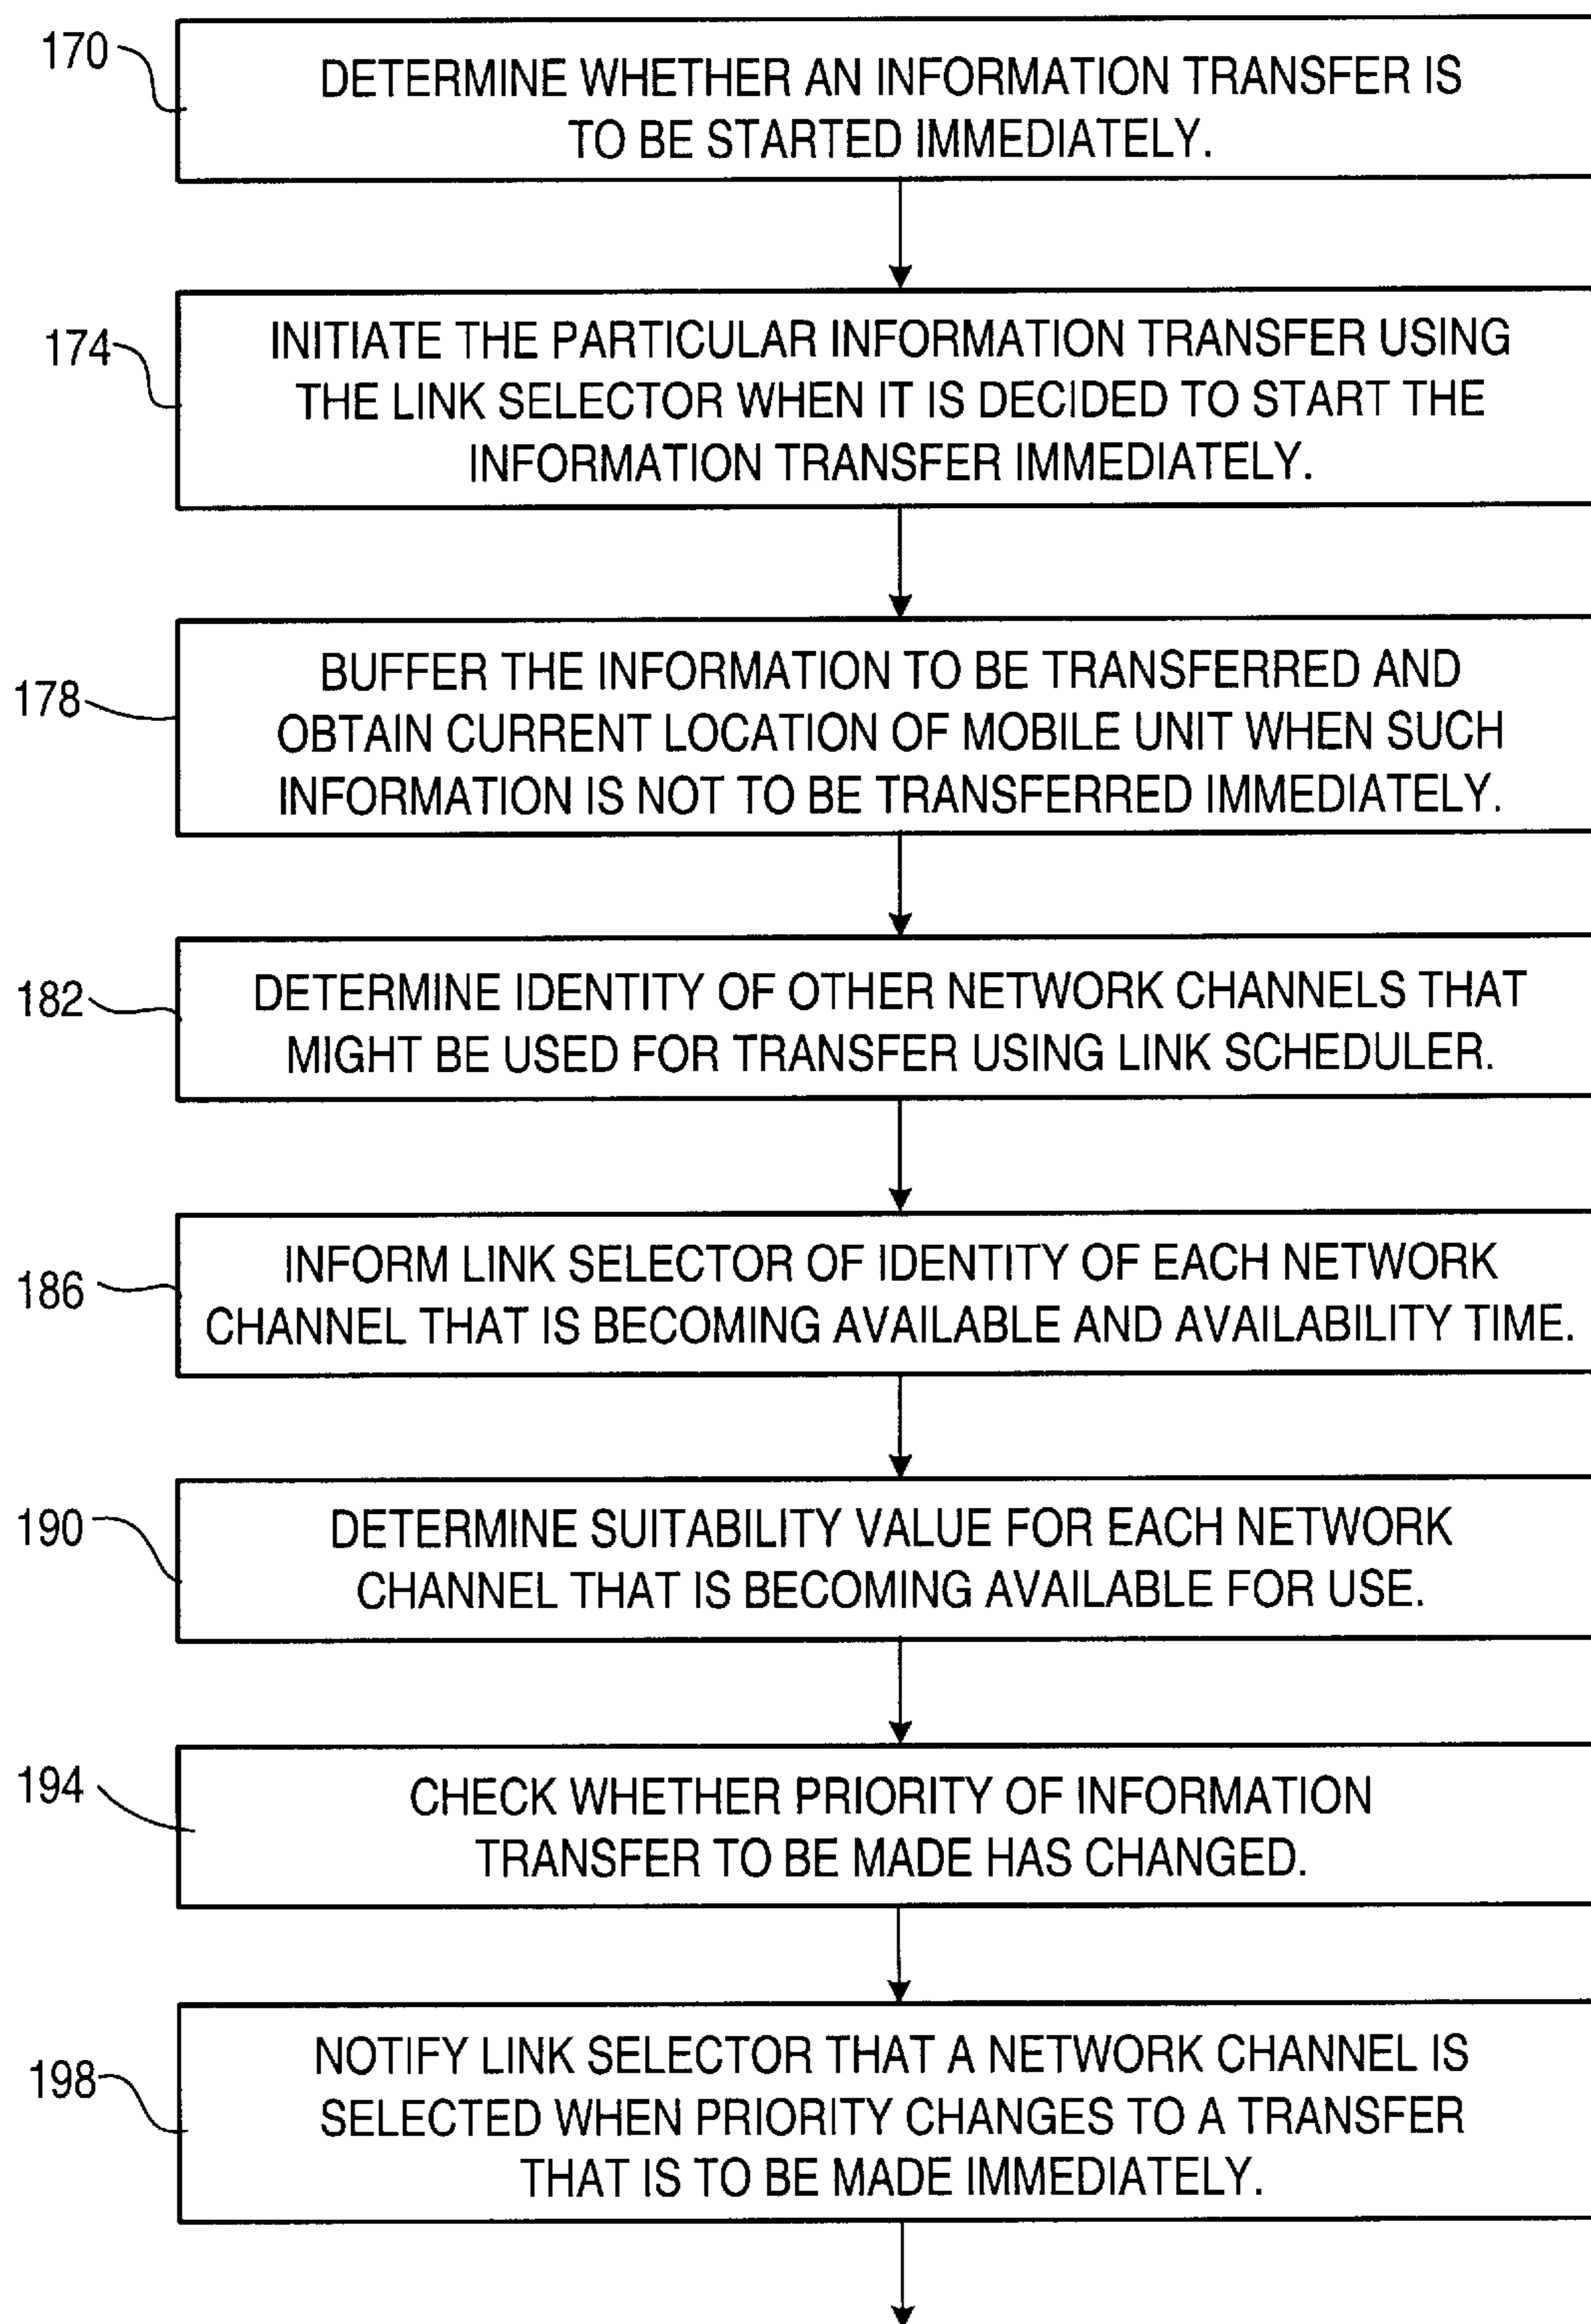 170
DETERMINE WHETHER AN INFORMATION TRANSFER IS
TO BE STARTED IMMEDIATELY.
174
INITIATE THE PARTICULAR INFORMATION TRANSFER USING
THE LINK SELECTOR WHEN IT IS DECIDED TO START THE
INFORMATION TRANSFER IMMEDIATELY.
178
BUFFER THE INFORMATION TO BE TRANSFERRED AND
OBTAIN CURRENT LOCATION OF MOBILE UNIT WHEN SUCH
INFORMATION IS NOT TO BE TRANSFERRED IMMEDIATELY.
182
DETERMINE IDENTITY OF OTHER NETWORK CHANNELS THAT
MIGHT BE USED FOR TRANSFER USING LINK SCHEDULER.
186
INFORM LINK SELECTOR OF IDENTITY OF EACH NETWORK
CHANNEL THAT IS BECOMING AVAILABLE AND AVAILABILITY TIME.
190
DETERMINE SUITABILITY VALUE FOR EACH NETWORK
CHANNEL THAT IS BECOMING AVAILABLE FOR USE.
194
CHECK WHETHER PRIORITY OF INFORMATION
TRANSFER TO BE MADE HAS CHANGED.
198
NOTIFY LINK SELECTOR THAT A NETWORK CHANNEL IS
SELECTED WHEN PRIORITY CHANGES TO A TRANSFER
THAT IS TO BE MADE IMMEDIATELY.